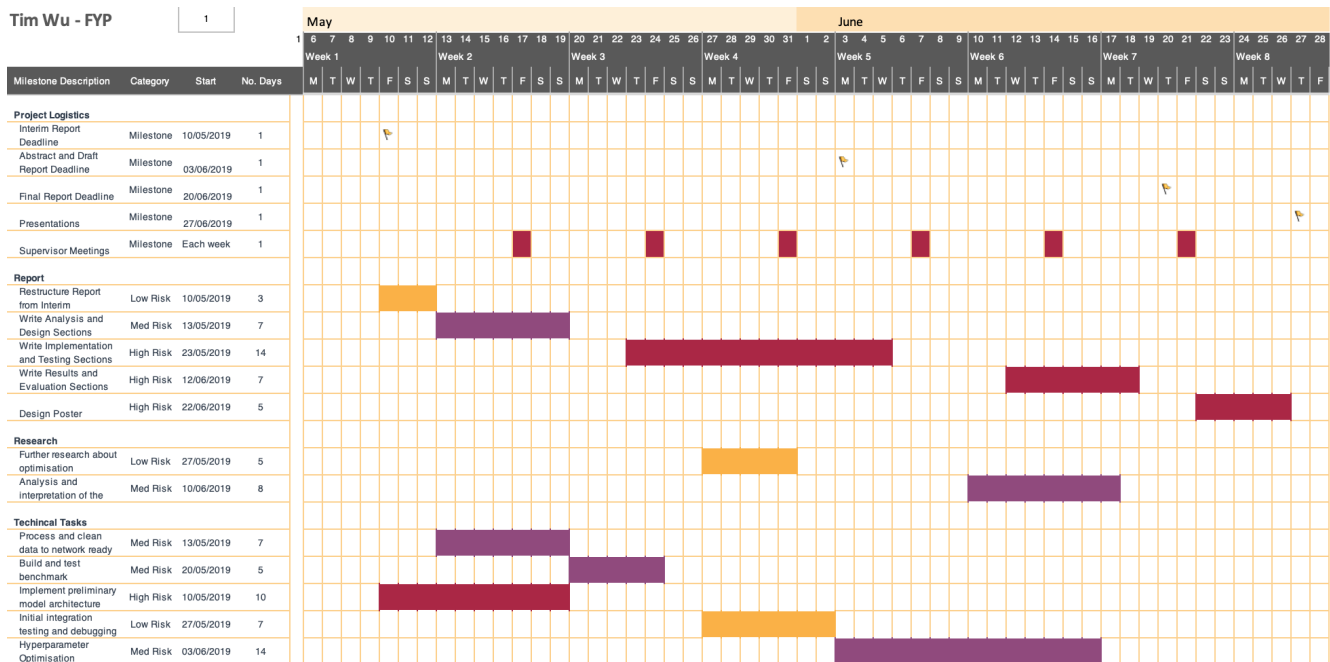 Tim Wu - FYP
1
May
June
1 6 7 8 9 10 11 12 13 14 15 16 17 18 19 20 21 22 23 24 25 26 27 28 29 30 31 1 2 3 4 5 6 7 8 9 10 11 12 13 14 15 16 17 18 19 20 21 22 23 24 25 26 27 28
Week 1 Week 2 Week 3 Week 4 Week 5 Week 6 Week 7 Week 8
Milestone Description Category Start No. Days M T W T F S S M T W T F S S M T W T F S S M T W T F S S M T W T F S S M T W T F S S M T W T F S S M T W T F
Project Logistics
Interim Report
Deadline
Milestone 10/05/2019 1
Abstract and Draft
Report Deadline
Milestone 03/06/2019 1
Final Report Deadline Milestone 20/06/2019 1
Presentations Milestone 27/06/2019 1
Supervisor Meetings Milestone Each week 1
Report
Restructure Report
from Interim
Low Risk 10/05/2019 3
Write Analysis and
Design Sections
Med Risk 13/05/2019 7
Write Implementation
and Testing Sections
High Risk 23/05/2019 14
Write Results and
Evaluation Sections
High Risk 12/06/2019 7
Design Poster High Risk 22/06/2019 5
Research
Further research about
optimisation
Low Risk 27/05/2019 5
Analysis and
interpretation of the
Med Risk 10/06/2019 8
Techincal Tasks
Process and clean
data to network ready
Med Risk 13/05/2019 7
Build and test
benchmark
Med Risk 20/05/2019 5
Implement preliminary
model architecture
High Risk 10/05/2019 10
Initial integration
testing and debugging
Low Risk 27/05/2019 7
Hyperparameter
Optimisation
Med Risk 03/06/2019 14